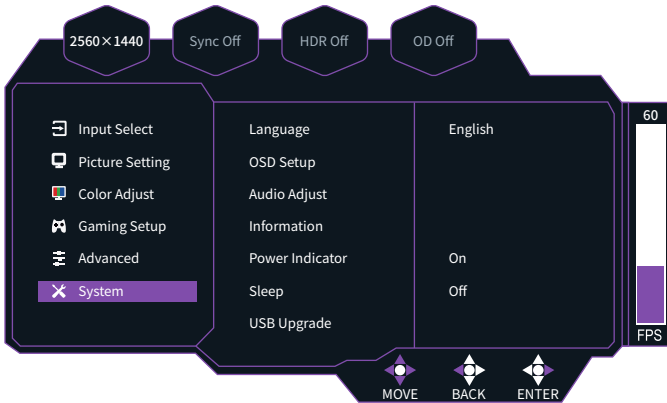 2560×1440
Sync Off
HDR Off
OD Off
60
Input Select
Language
English
Picture Setting
OSD Setup
Color Adjust
Audio Adjust
Gaming Setup
Information
Advanced
Power Indicator
On
System
Sleep
Off
USB Upgrade
FPS
MOVE
BACK
ENTER